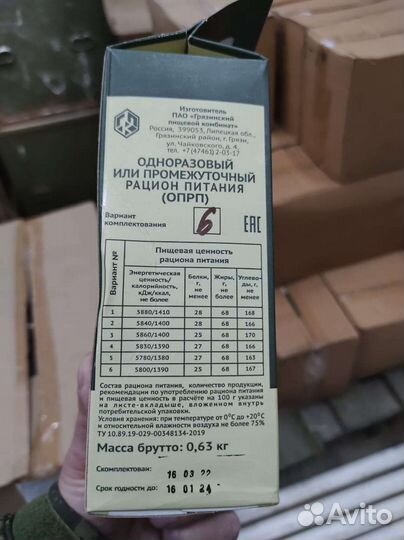 Изготовитель
ПАО «Грязинский
пищевой комбинат»
Россия, 399053, Липецкая обл.,
Грязинский район, г. Грязи,
ул. Чайковского, д. 4
тел. +7(47461) 2-03-17
ОДНОРАЗОВЫЙ
ИЛИ ПРОМЕЖУТОЧНЫЙ
РАЦИОН ПИТАНИЯ
(ОПРП)
Вариант
комплектования
6
ЕАС
Пищевая ценность
рациона питания
Вариант №
Энергетическая ценность/калорийность, кДж/ккал, не более
Белки, г, не менее
Жиры, г, не более
Углеводы, г, не менее
1 5880/1410 28 68 168
2 5840/1400 28 68 166
3 5860/1400 25 68 170
4 5830/1390 27 68 166
5 5780/1380 27 68 163
6 5800/1390 25 68 167
Состав рациона питания, количество продукции,
рекомендации по употреблению рациона питания
и пищевая ценность в расчёте на 100 г указаны
на листе-вкладыше, вложенном внутрь
потребительской упаковки.
Условия хранения: при температуре от 0°С до +20°С
и относительной влажности воздуха не более 75%
ТУ 10.89.19-029-00348134-2019
Масса брутто: 0,63 кг
Скомплектован: 16 03 22
Срок годности до: 16 01 24
Avito